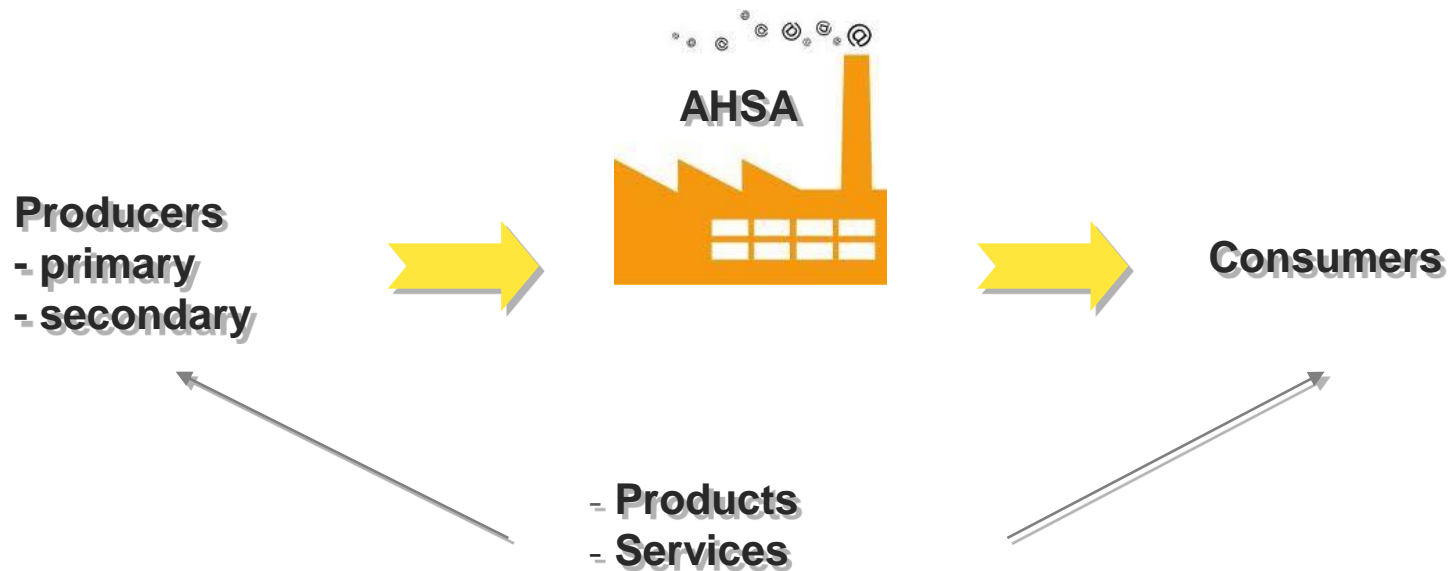 AHSA
Producers
- primary
- secondary
Consumers
- Products
- Services